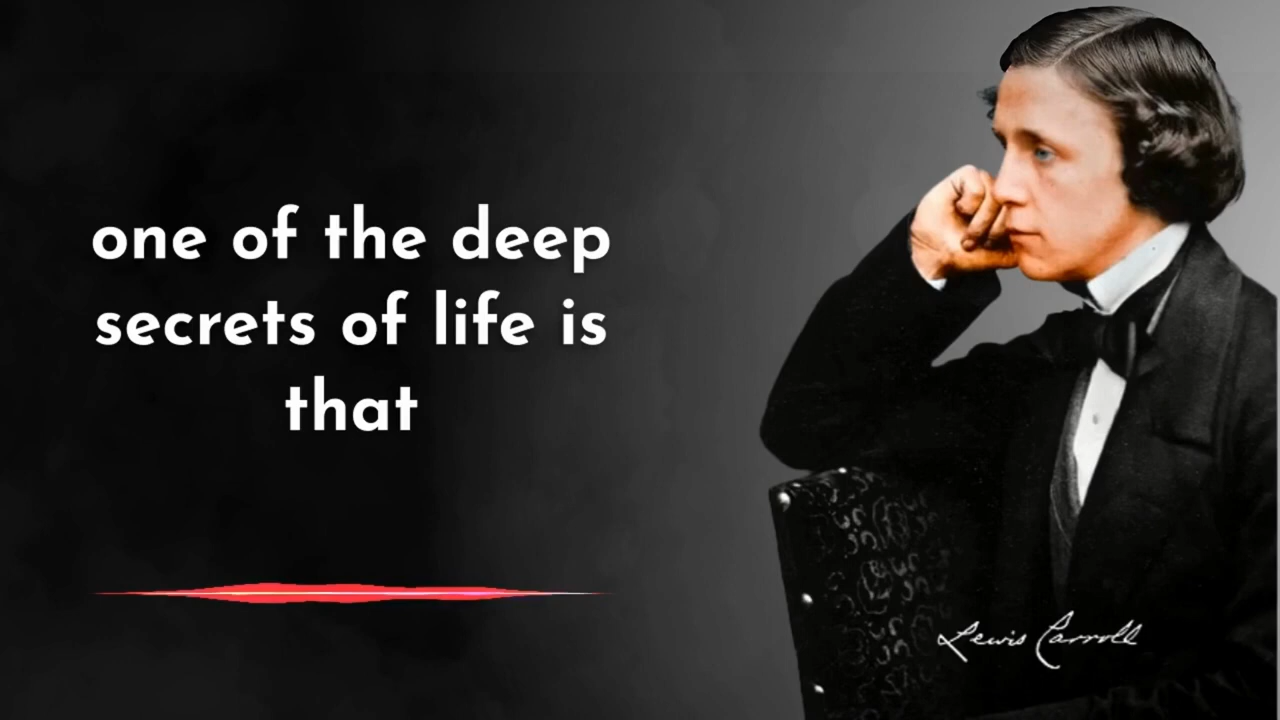 one of the deep
secrets of life is
that
Lewis Carroll